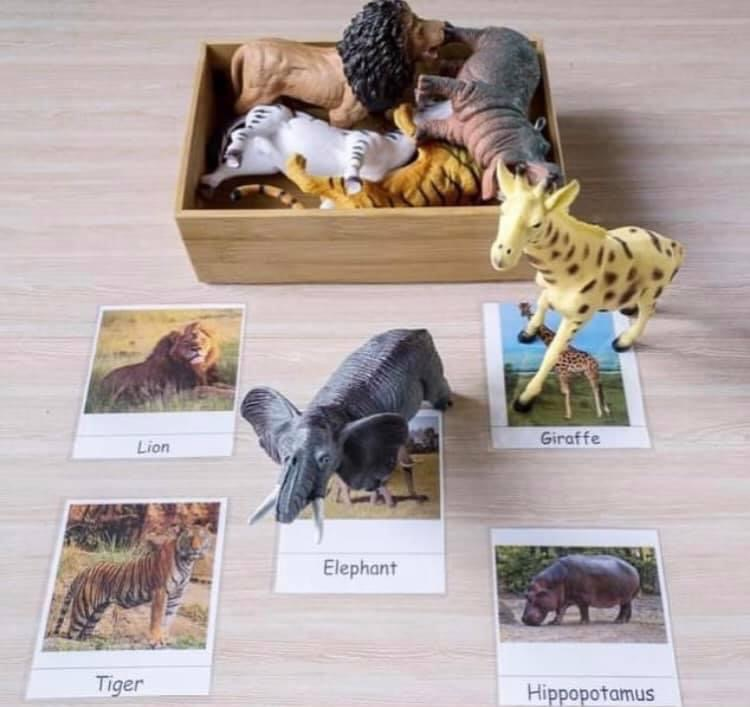 Lion
Giraffe
Elephant
Tiger
Hippopotamus